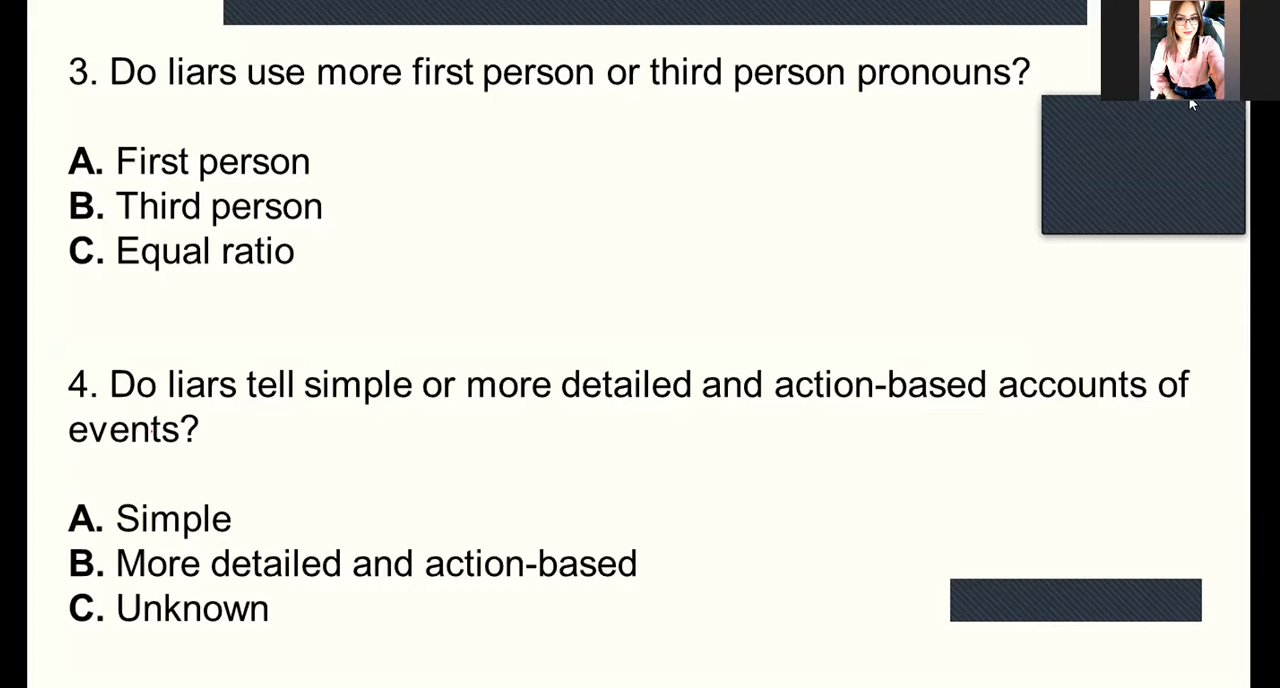 3. Do liars use more first person or third person pronouns?
A. First person
B. Third person
C. Equal ratio
4. Do liars tell simple or more detailed and action-based accounts of
events?
A. Simple
B. More detailed and action-based
C. Unknown